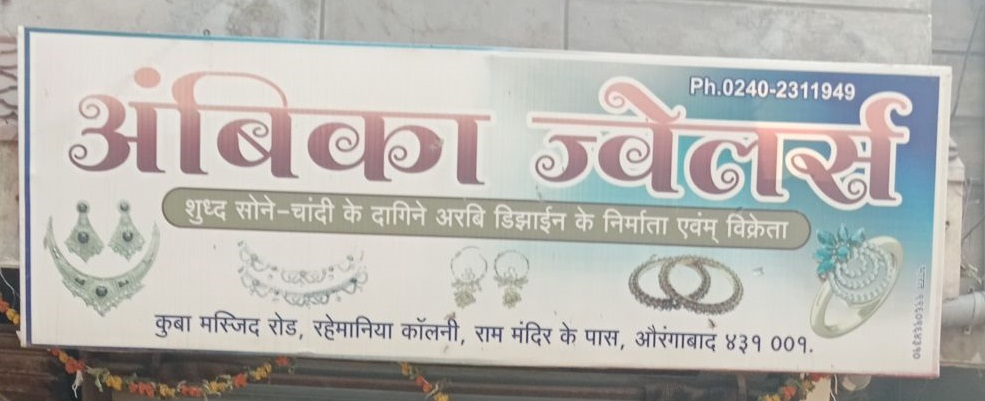 Ph.0240-2311949
अंबिका ज्वेलर्स
शुध्द सोने-चांदी के दागिने अरबि डिझाईन के निर्माता एवंम् विक्रेता
कुबा मस्जिद रोड, रहेमानिया कॉलनी, राम मंदिर के पास, औरंगाबाद ४३१ ००१.